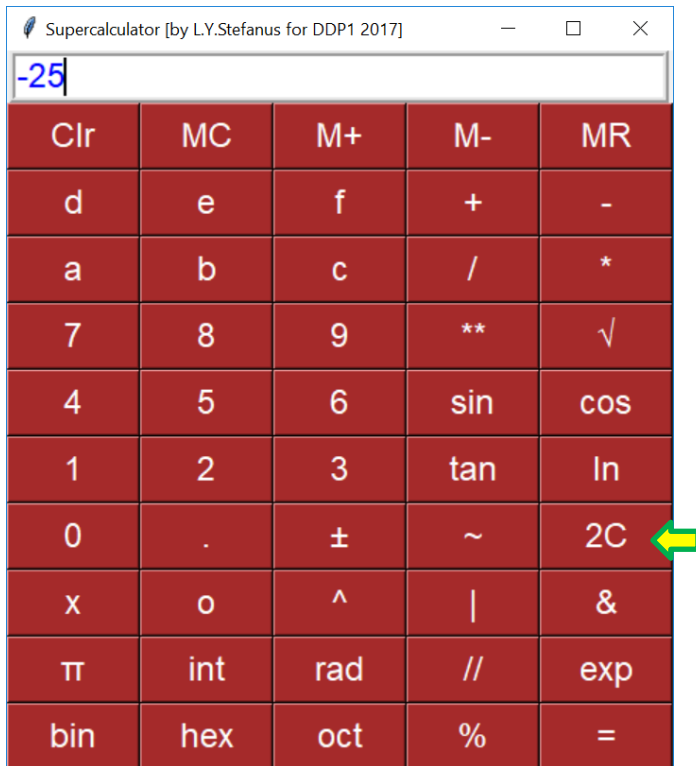 Supercalculator [by L.Y.Stefanus for DDP1 2017]
-25
Clr MC M+ M- MR
d e f + -
a b c / *
7 8 9 ** √
4 5 6 sin cos
1 2 3 tan ln
0 . ± ~ 2C
x o ^ | &
π int rad // exp
bin hex oct % =